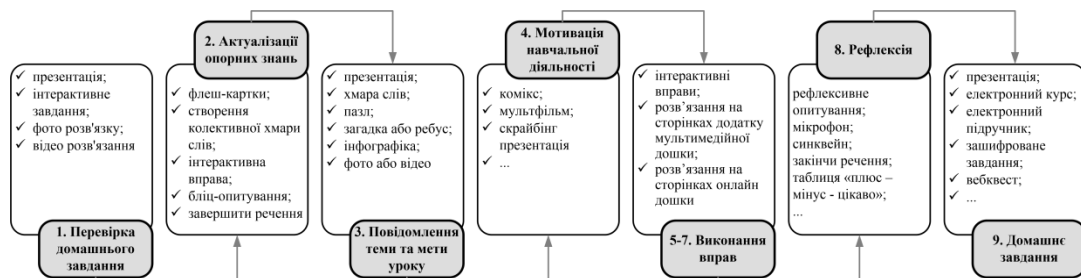 презентація;
інтерактивне
завдання;
фото розв'язку;
відео розв'язання
1. Перевірка
домашнього
завдання
2. Актуалізації
опорних знань
флеш-картки;
створення
колективної хмари
слів;
інтерактивна
вправа;
бліц-опитування;
завершити речення
презентація;
хмара слів;
пазл;
загадка або ребус;
інфографіка;
фото або відео
3. Повідомлення
теми та мети
уроку
4. Мотивація
навчальної
діяльності
комікс;
мультфільм;
скрайбінг
презентація
...
інтерактивні
вправи;
розв’язання на
сторінках додатку
мультимедійної
дошки;
розв’язання на
сторінках онлайн
дошки
5-7. Виконання
вправ
8. Рефлексія
рефлексивне
опитування;
мікрофон;
синквейн;
закінчи речення;
таблиця «плюс –
мінус - цікаво»;
...
презентація;
електронний курс;
електронний
підручник;
зашифроване
завдання;
вебквест;
...
9. Домашнє
завдання